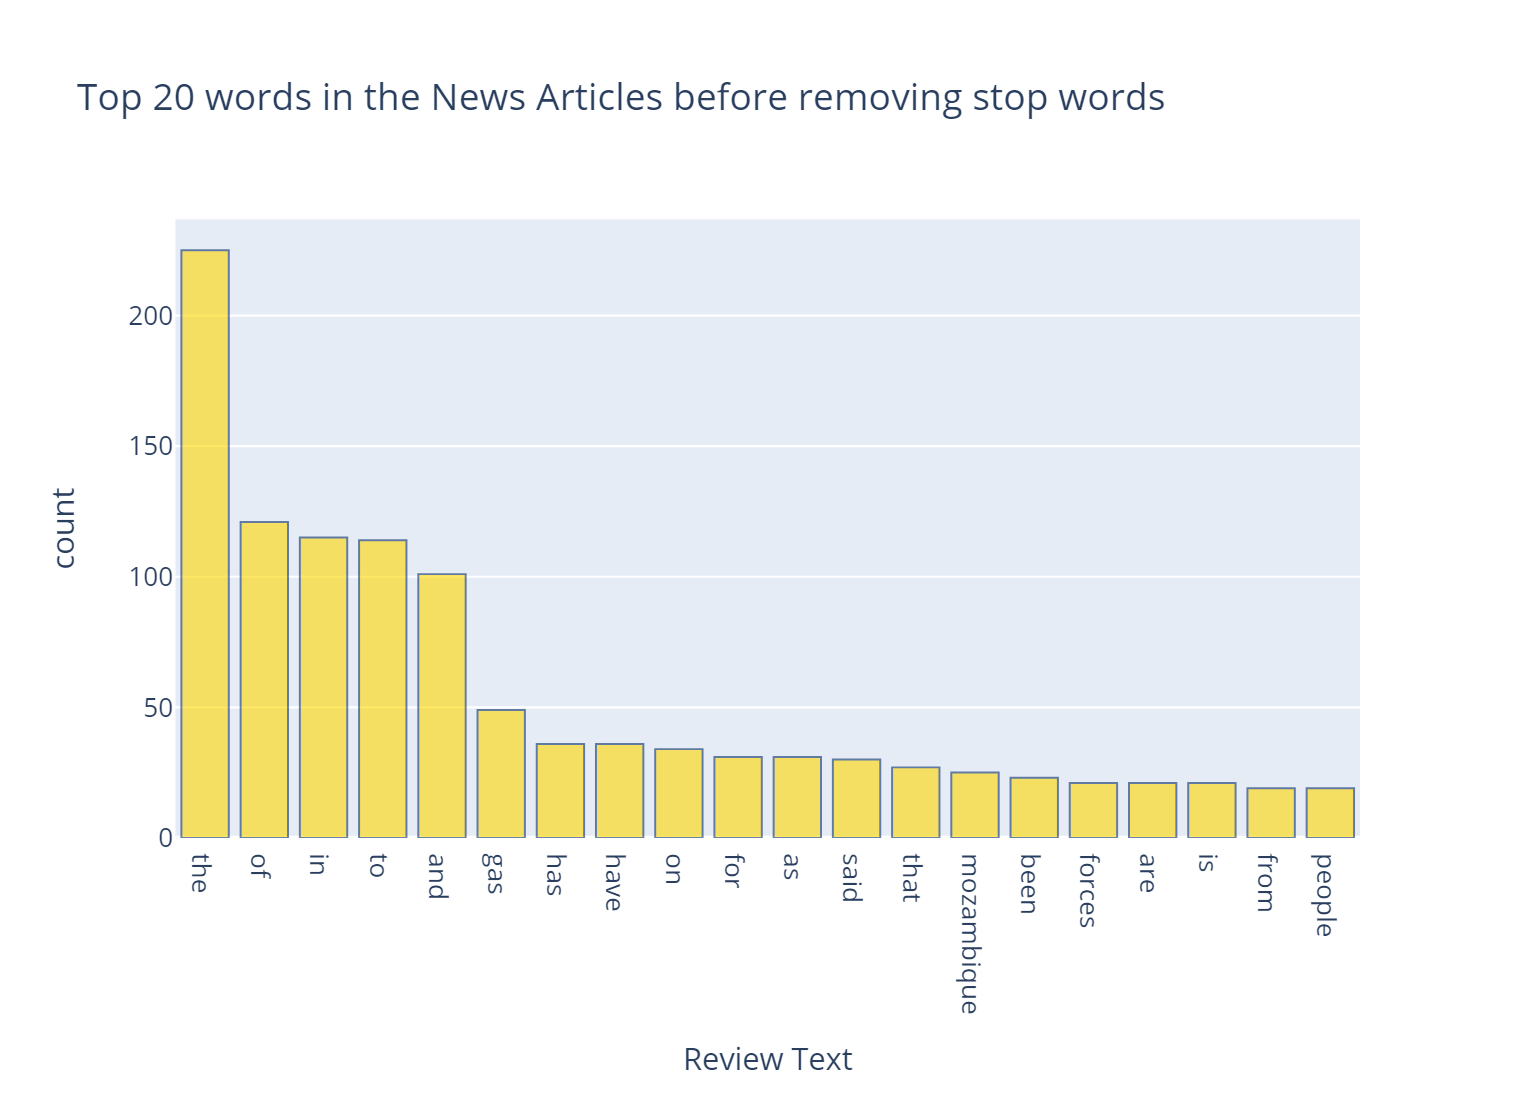 Top 20 words in the News Articles before removing stop words
count
200
150
100
50
0
the
of
in
to
and
gas
has
have
on
for
as
said
that
mozambique
been
forces
are
is
from
people
Review Text